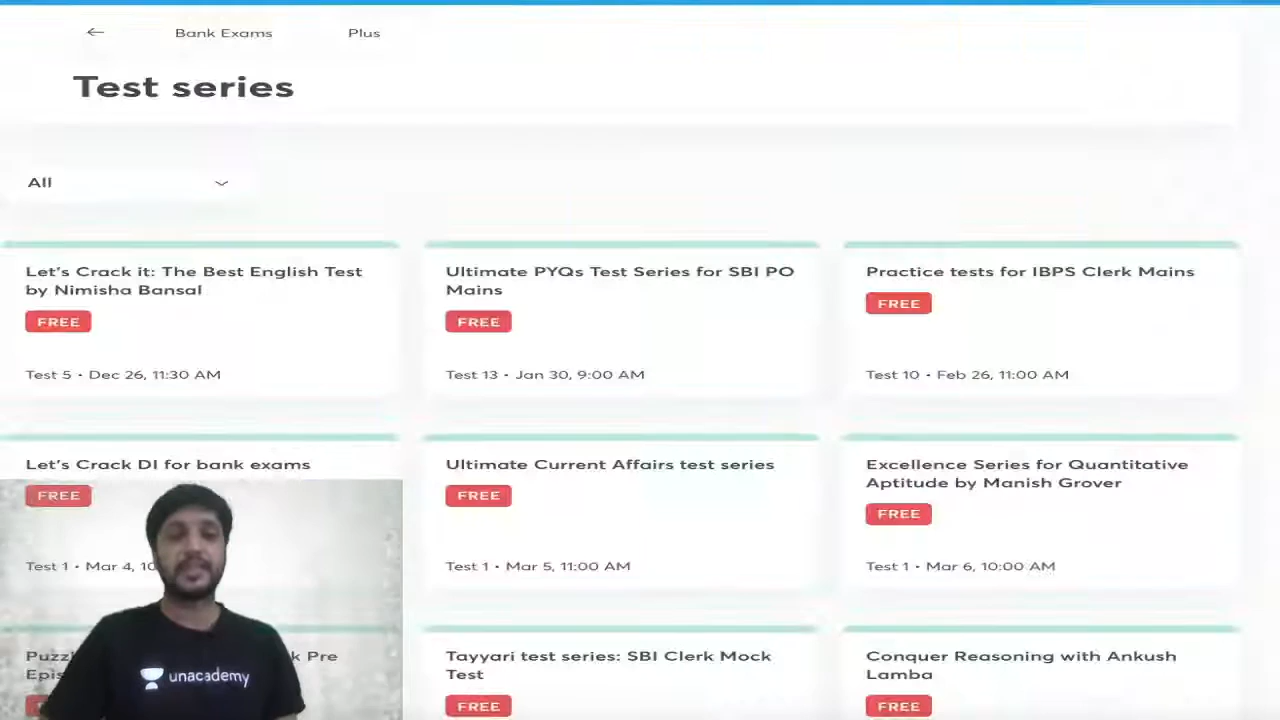 Bank Exams Plus
Test series
All
Let's Crack it: The Best English Test
by Nimisha Bansal
FREE
Test 5 • Dec 26, 11:30 AM
Ultimate PYQs Test Series for SBI PO
Mains
FREE
Test 13 • Jan 30, 9:00 AM
Practice tests for IBPS Clerk Mains
FREE
Test 10 • Feb 26, 11:00 AM
Let's Crack DI for bank exams
FREE
Test 1 • Mar 4, 10
Ultimate Current Affairs test series
FREE
Test 1 • Mar 5, 11:00 AM
Excellence Series for Quantitative
Aptitude by Manish Grover
FREE
Test 1 • Mar 6, 10:00 AM
Pre
Tayyari test series: SBI Clerk Mock
Test
FREE
Conquer Reasoning with Ankush
Lamba
FREE
unacademy